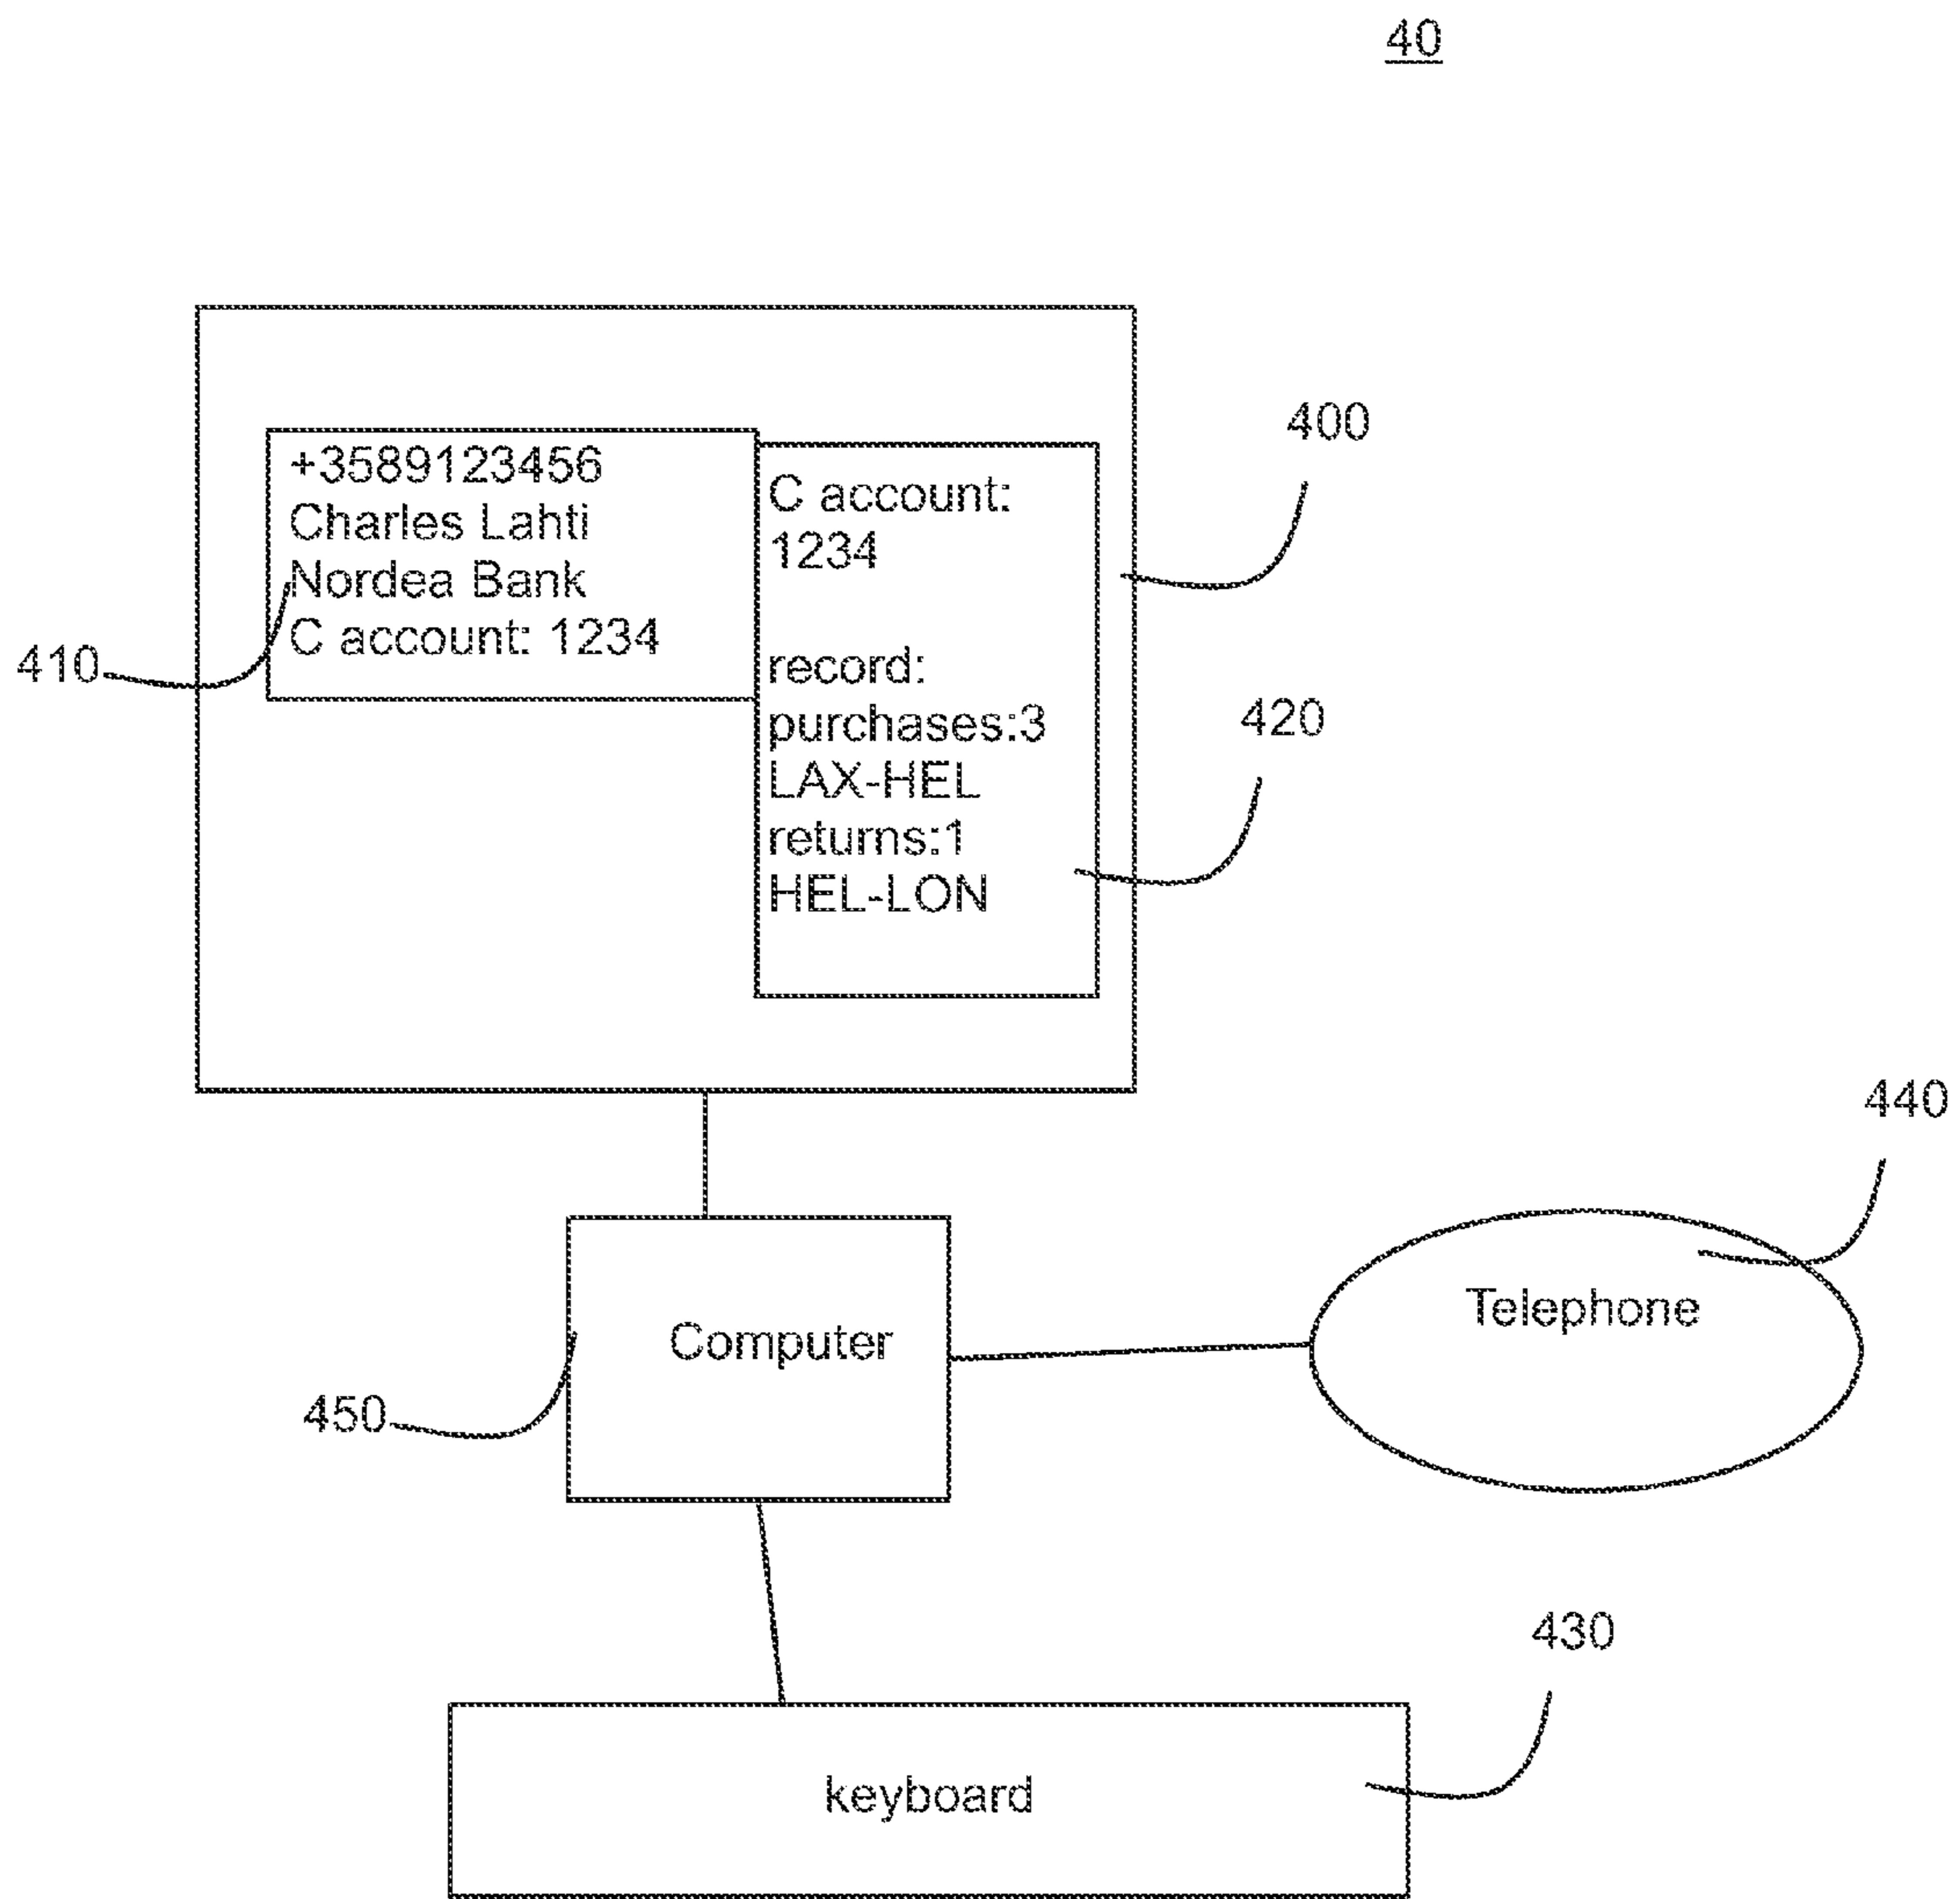 40
400
+3589123456
Charles Lahti
Nordea Bank
C account: 1234
410
C account:
1234
record:
purchases:3
LAX-HEL
returns:1
HEL-LON
420
440
Computer
Telephone
450
430
keyboard